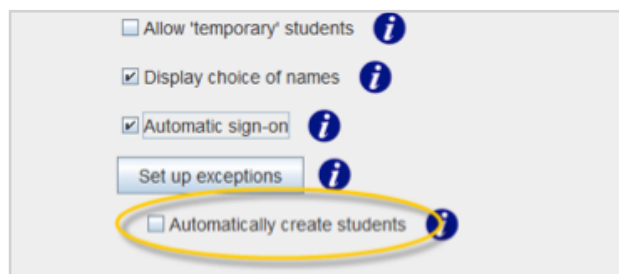 Allow 'temporary' students i
Display choice of names i
Automatic sign-on i
Set up exceptions i
Automatically create students i